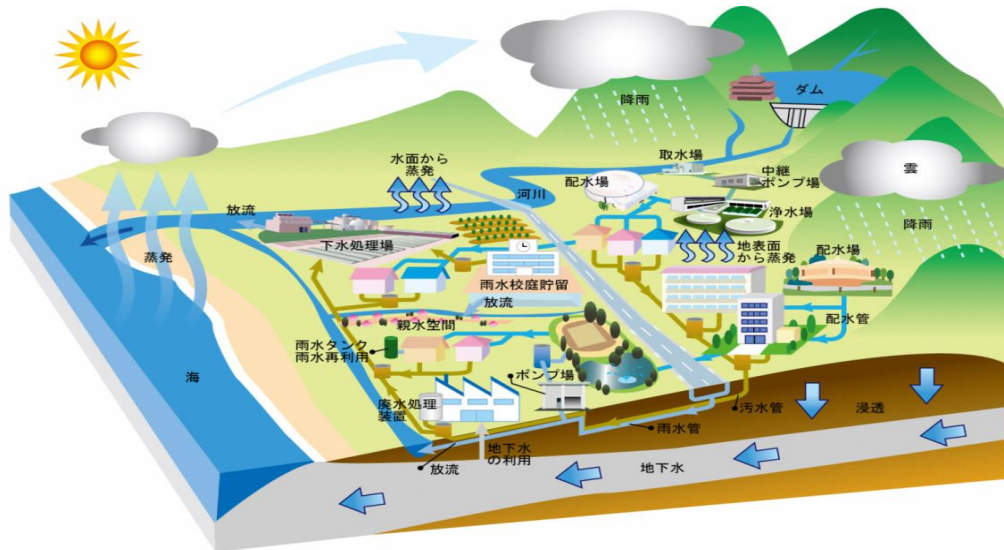 ダム
降雨
取水場
中継
ポンプ場
水面から
蒸発
配水場
雲
河川
浄水場
放流
降雨
地表面
から蒸発
配水場
下水処理場
蒸発
雨水校庭貯留
放流
配水管
親水空間
雨水タンク
雨水再利用
ポンプ場
海
廃水処理
装置
汚水管
浸透
雨水管
地下水
の利用
放流
地下水